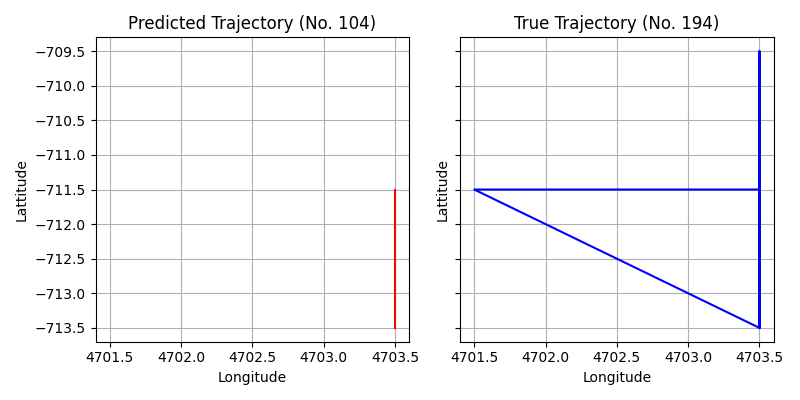 Predicted Trajectory (No. 104)
True Trajectory (No. 194)
−709.5
−710.0
−710.5
−711.0
−711.5
−712.0
−712.5
−713.0
−713.5
Lattitude
Lattitude
4701.5 4702.0 4702.5 4703.0 4703.5
4701.5 4702.0 4702.5 4703.0 4703.5
Longitude
Longitude